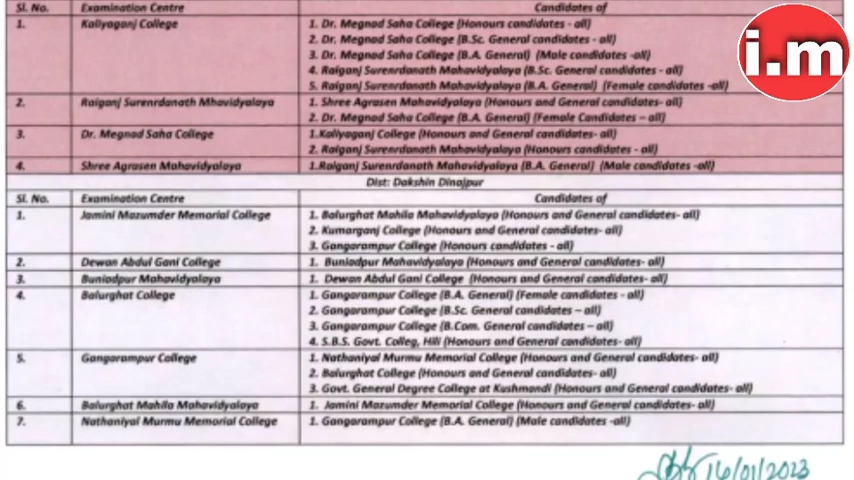 Sl. No. Examination Centre Candidates of
1. Kaliyaganj College 1. Dr. Megnad Saha College (Honours candidates - all)
2. Dr. Megnad Saha College (B.Sc. General candidates - all)
3. Dr. Megnad Saha College (B.A. General) (Male candidates -all)
4. Raiganj Surenrdanath Mahavidyalaya (B.Sc. General candidates - all)
5. Raiganj Surenrdanath Mahavidyalaya (B.A. General) (Female candidates -all)
2. Raiganj Surenrdanath Mhavidyalaya 1. Shree Agrasen Mahavidyalaya (Honours and General candidates- all)
2. Dr. Megnad Saha College (B.A. General) (Female Candidates – all)
3. Dr. Megnad Saha College 1.Kaliyaganj College (Honours and General candidates- all)
2. Raiganj Surenrdanath Mahavidyalaya (Honours candidates - all)
4. Shree Agrasen Mahavidyalaya 1.Raiganj Surenrdanath Mahavidyalaya (B.A. General) (Male candidates -all)
Dist: Dakshin Dinajpur
Sl. No. Examination Centre Candidates of
1. Jamini Mazumder Memorial College 1. Balurghat Mahila Mahavidyalaya (Honours and General candidates- all)
2. Kumarganj College (Honours and General candidates- all)
3. Gangarampur College (Honours candidates - all)
2. Dewan Abdul Gani College 1. Buniadpur Mahavidyalaya (Honours and General candidates- all)
3. Buniadpur Mahavidyalaya 1. Dewan Abdul Gani College (Honours and General candidates- all)
4. Balurghat College 1. Gangarampur College (B.A. General) (Female candidates - all)
2. Gangarampur College (B.Sc. General candidates – all)
3. Gangarampur College (B.Com. General candidates – all)
4. S.B.S. Govt. Colleg, Hili (Honours and General candidates- all)
5. Gangarampur College 1. Nathaniyal Murmu Memorial College (Honours and General candidates- all)
2. Balurghat College (Honours and General candidates- all)
3. Govt. General Degree College at Kushmandi (Honours and General candidates- all)
6. Balurghat Mahila Mahavidyalaya 1. Jamini Mazumder Memorial College (Honours and General candidates- all)
7. Nathaniyal Murmu Memorial College 1. Gangarampur College (B.A. General) (Male candidates -all)
16/01/2023
i.m